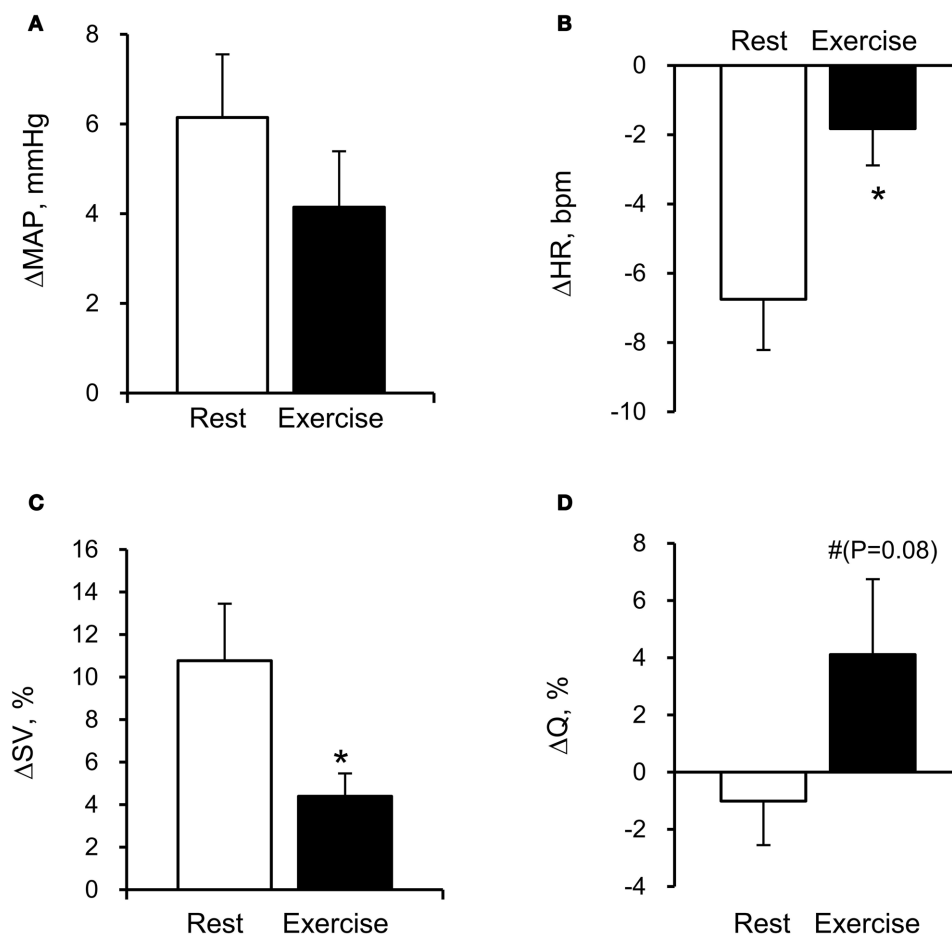 A
8
6
4
2
0
ΔMAP, mmHg
Rest Exercise
B
Rest Exercise
0
-2
-4
-6
-8
-10
ΔHR, bpm
*
C
16
14
12
10
8
6
4
2
0
ΔSV, %
*
Rest Exercise
D
8
6
4
2
0
-2
-4
ΔQ, %
#(P=0.08)
Rest Exercise